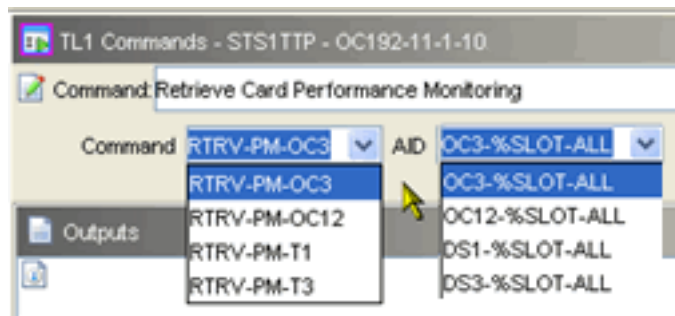 TL1 Commands - STS1TTP - OC192-11-1-10
Command: Retrieve Card Performance Monitoring
Command RTRV-PM-OC3 AID OC3-%SLOT-ALL
RTRV-PM-OC3 OC3-%SLOT-ALL
RTRV-PM-OC12 OC12-%SLOT-ALL
Outputs
RTRV-PM-T1 DS1-%SLOT-ALL
RTRV-PM-T3 DS3-%SLOT-ALL